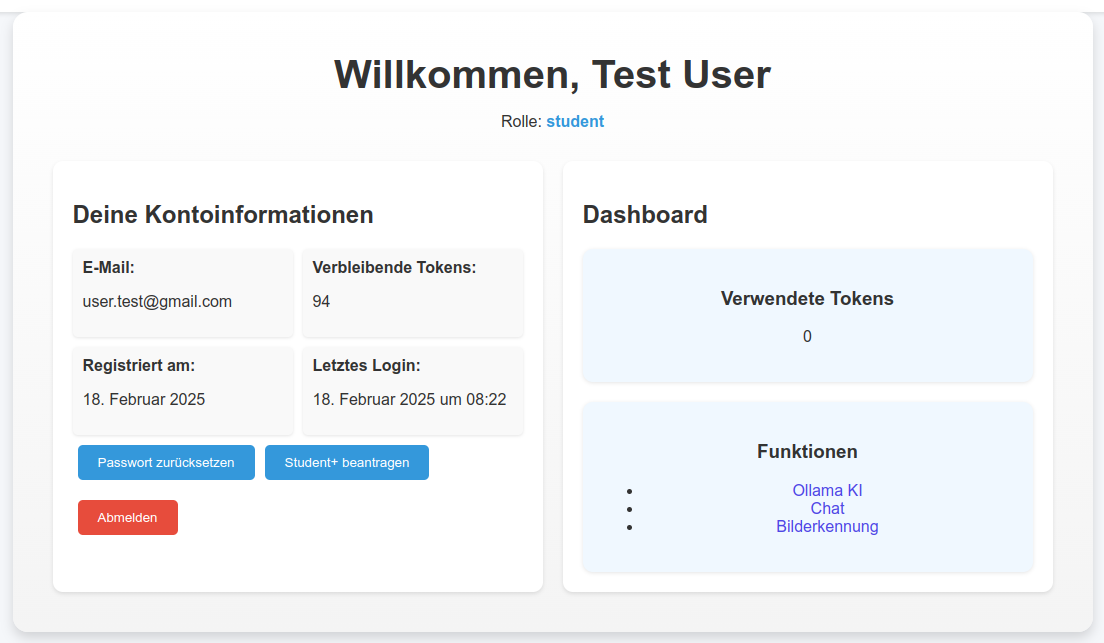 Willkommen, Test User
Rolle: student
Deine Kontoinformationen
E-Mail:
user.test@gmail.com
Verbleibende Tokens:
94
Registriert am:
18. Februar 2025
Letztes Login:
18. Februar 2025 um 08:22
Passwort zurücksetzen
Student+ beantragen
Abmelden
Dashboard
Verwendete Tokens
0
Funktionen
Ollama KI
Chat
Bilderkennung